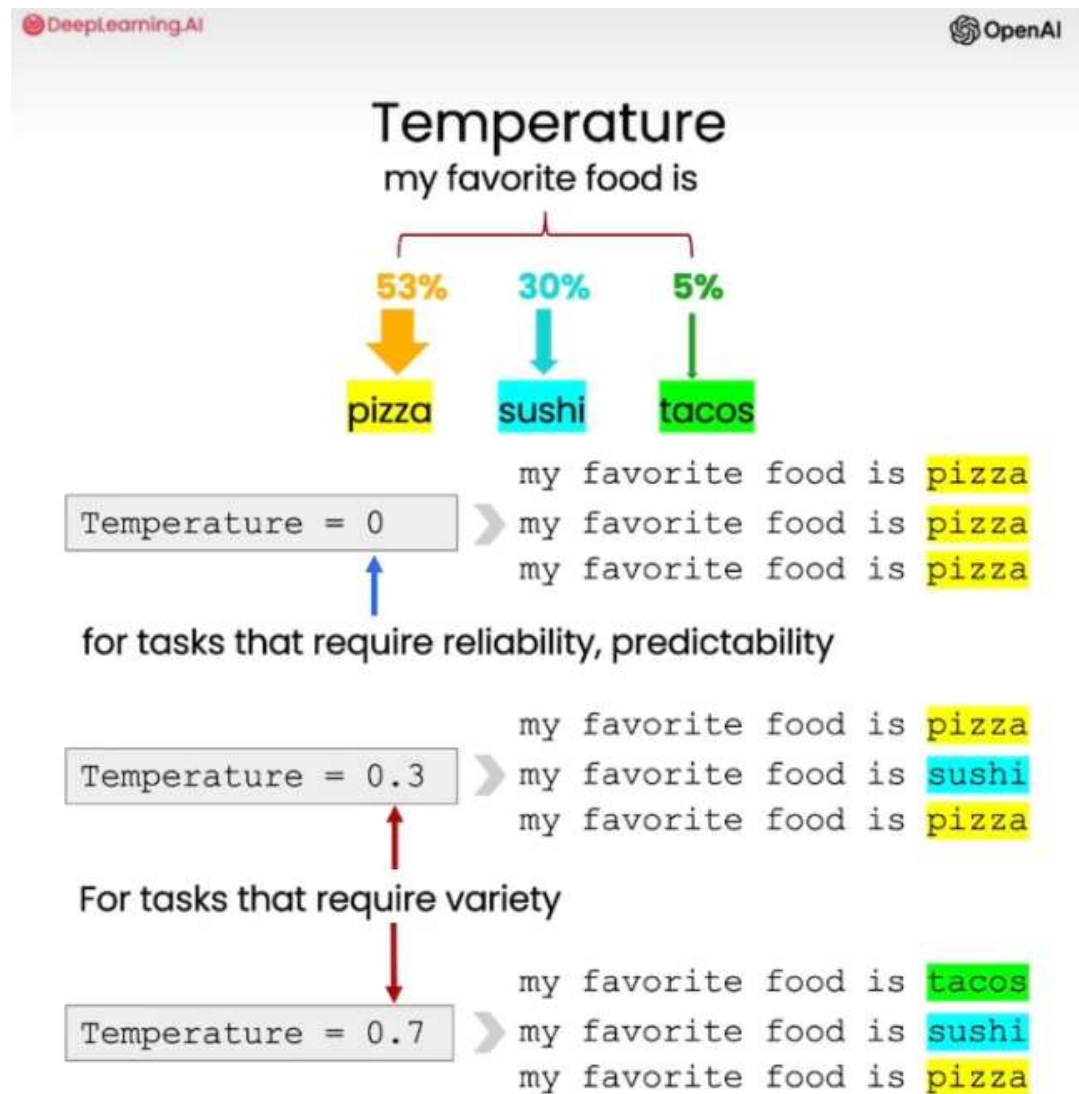 DeepLearning.AI
OpenAI
Temperature
my favorite food is
53% 30% 5%
pizza sushi tacos
my favorite food is pizza
Temperature = 0 my favorite food is pizza
my favorite food is pizza
for tasks that require reliability, predictability
my favorite food is pizza
Temperature = 0.3 my favorite food is sushi
my favorite food is pizza
For tasks that require variety
my favorite food is tacos
Temperature = 0.7 my favorite food is sushi
my favorite food is pizza